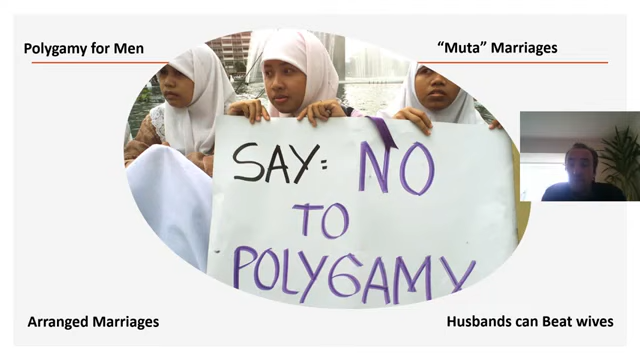 Polygamy for Men
“Muta” Marriages
SAY: NO
TO
POLYGAMY
Arranged Marriages
Husbands can Beat wives